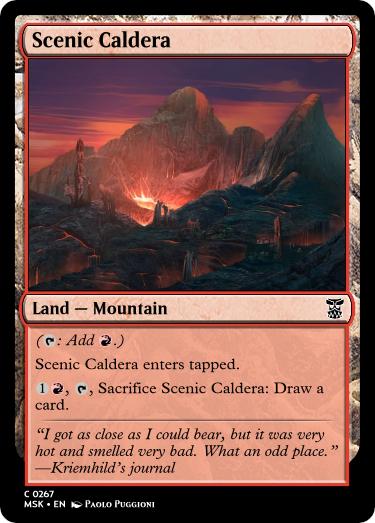 Scenic Caldera
Land — Mountain
(T: Add R.)
Scenic Caldera enters tapped.
1R, T, Sacrifice Scenic Caldera: Draw a
card.
“I got as close as I could bear, but it was very
hot and smelled very bad. What an odd place.”
—Kriemhild's journal
C 0267
MSK • EN Paolo Puggioni